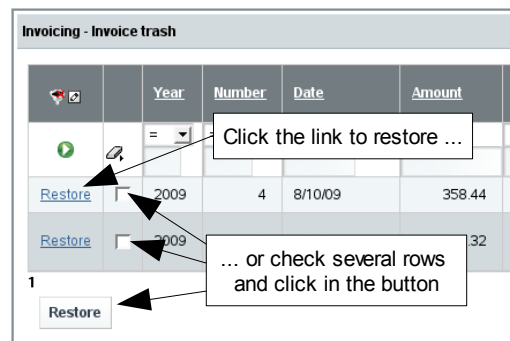 Invoicing - Invoice trash
Year Number Date Amount
=
Click the link to restore ...
Restore 2009 4 8/10/09 358.44
Restore 2009 .32
... or check several rows
and click in the button
1
Restore